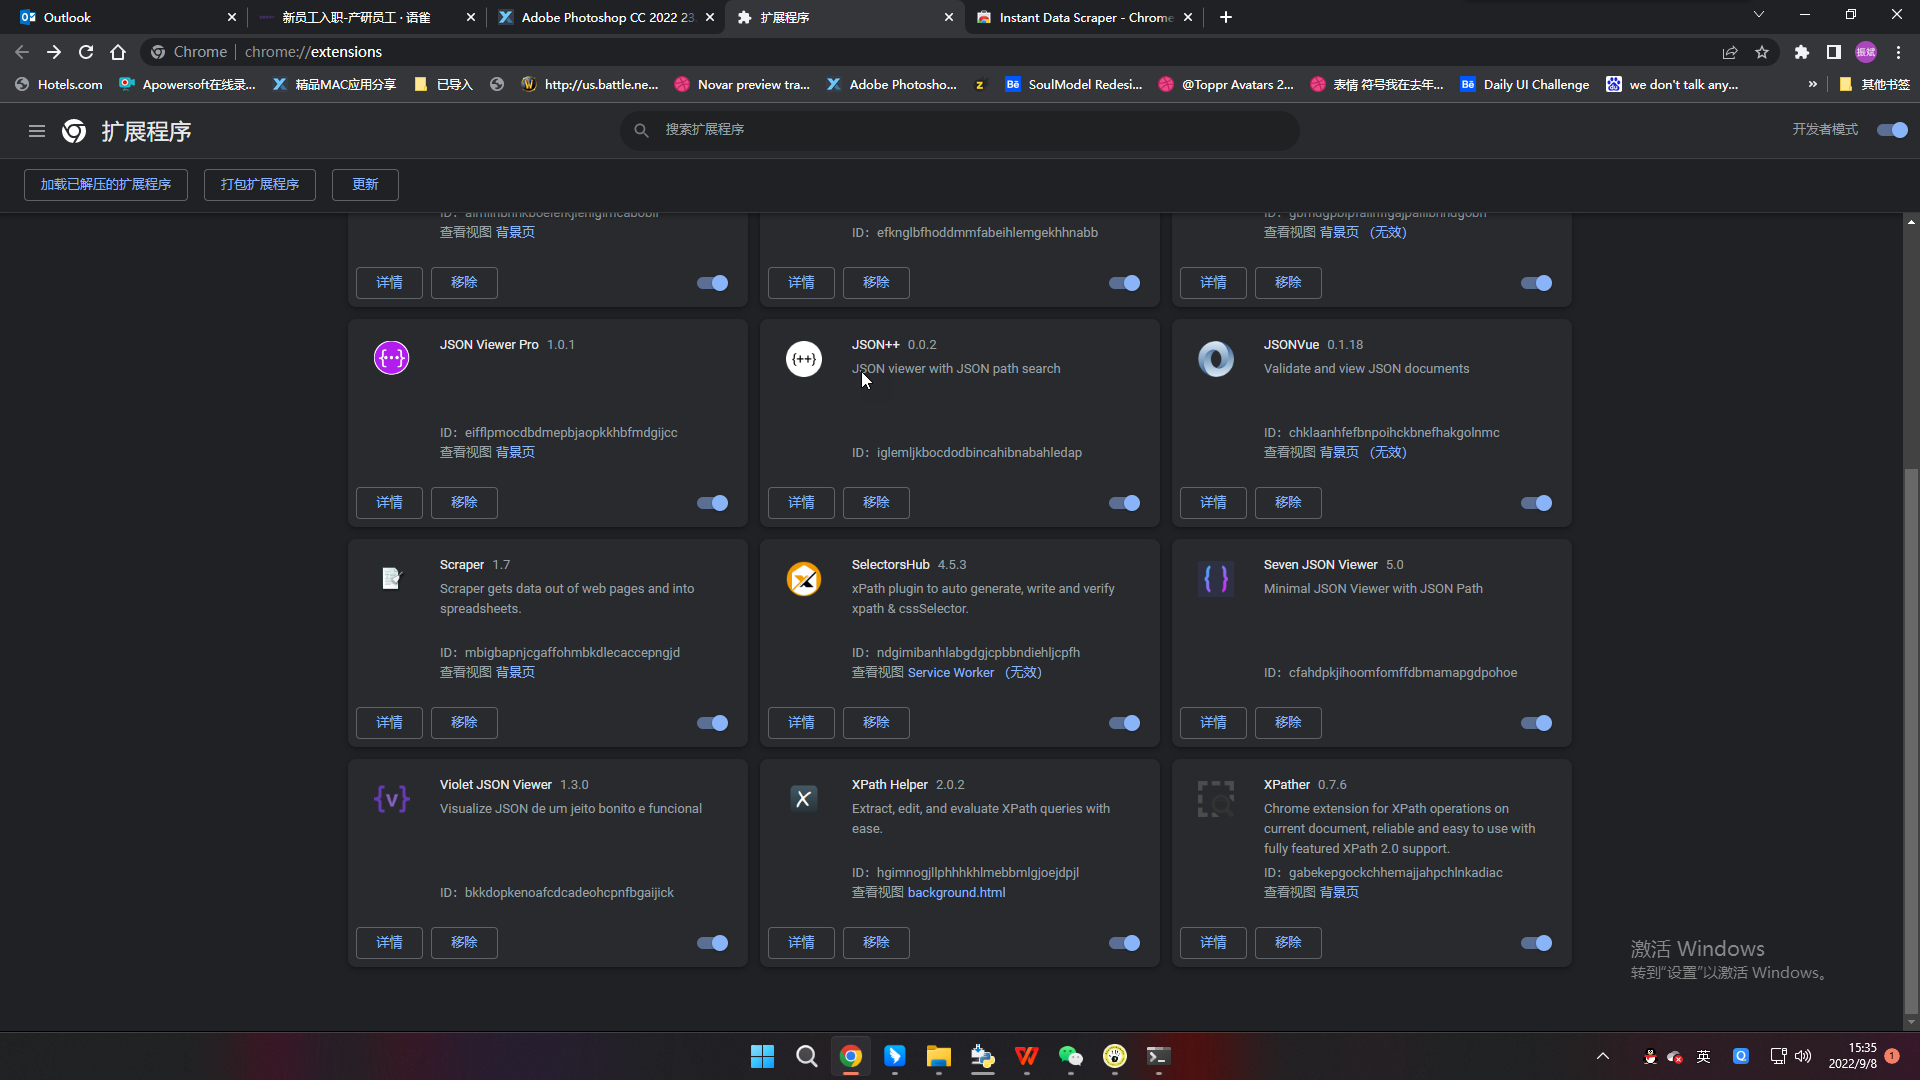 Outlook
新员工入职-产研员工 · 语雀
Adobe Photoshop CC 2022 23.
扩展程序
Instant Data Scraper - Chrome
Chrome
chrome://extensions
振斌
Hotels.com
Apowersoft在线录...
精品MAC应用分享
已导入
http://us.battle.ne...
Novar preview tra...
Adobe Photosho...
SoulModel Redesi...
@Toppr Avatars 2...
表情 符号我在去年...
Daily UI Challenge
we don't talk any...
»
其他书签
扩展程序
搜索扩展程序
开发者模式
加载已解压的扩展程序
打包扩展程序
更新
查看视图 背景页
ID：efknglbfhoddmmfabeihlemgekhhnabb
查看视图 背景页 （无效）
详情
移除
详情
移除
详情
移除
JSON Viewer Pro 1.0.1
ID：eifflpmocdbdmepbjaopkkhbfmdgijcc
查看视图 背景页
详情
移除
JSON++ 0.0.2
JSON viewer with JSON path search
ID：iglemljkbocdodbincahibnabahledap
详情
移除
JSONVue 0.1.18
Validate and view JSON documents
ID：chklaanhfefbnpoihckbnefhakgolnmc
查看视图 背景页 （无效）
详情
移除
Scraper 1.7
Scraper gets data out of web pages and into
spreadsheets.
ID：mbigbapnjcgaffohmbkdlecaccepngjd
查看视图 背景页
详情
移除
SelectorsHub 4.5.3
xPath plugin to auto generate, write and verify
xpath & cssSelector.
ID：ndgimibanhlabgdgjcpbbndiehljcpfh
查看视图 Service Worker （无效）
详情
移除
Seven JSON Viewer 5.0
Minimal JSON Viewer with JSON Path
ID：cfahdpkjihoomfomffdbmamapgdpohoe
详情
移除
Violet JSON Viewer 1.3.0
Visualize JSON de um jeito bonito e funcional
ID：bkkdopkenoafcdcadeohcpnfbgaijick
详情
移除
XPath Helper 2.0.2
Extract, edit, and evaluate XPath queries with
ease.
ID：hgimnogjllphhhkhlmebbmlgjoejdpjl
查看视图 background.html
详情
移除
XPather 0.7.6
Chrome extension for XPath operations on
current document, reliable and easy to use with
fully featured XPath 2.0 support.
ID：gabekepgockchhemajjahpchlnkadiac
查看视图 背景页
详情
移除
激活 Windows
转到“设置”以激活 Windows。
英
15:35
2022/9/8
1